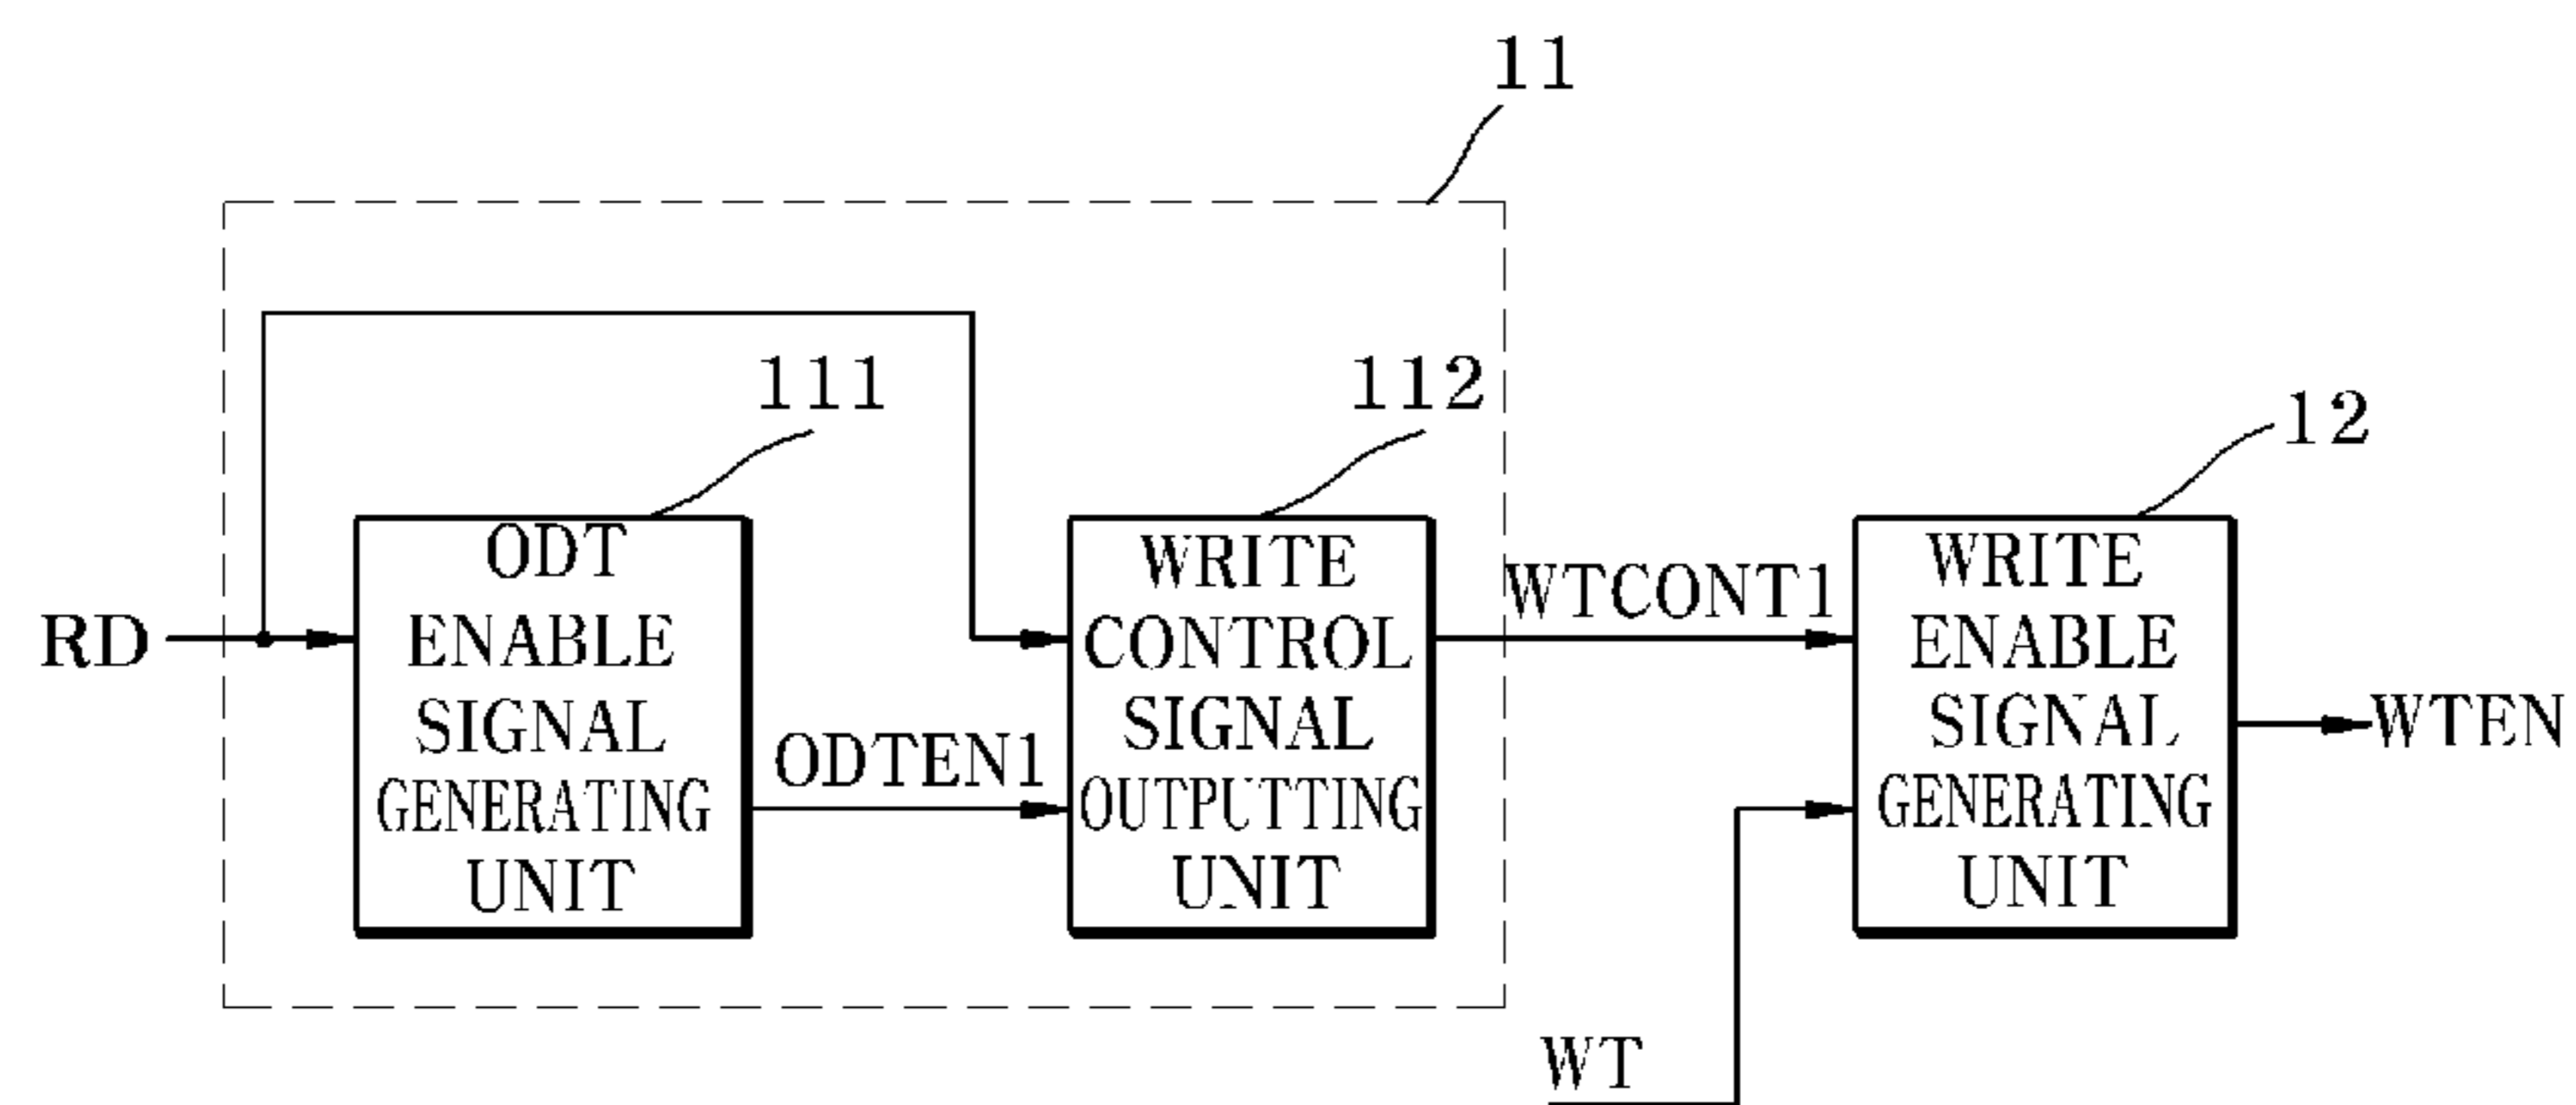 11
111
112
12
RD
ODT
ENABLE
SIGNAL
GENERATING
UNIT
ODTEN1
WRITE
CONTROL
SIGNAL
OUTPUTTING
UNIT
WTCONT1
WRITE
ENABLE
SIGNAL
GENERATING
UNIT
WTEN
WT